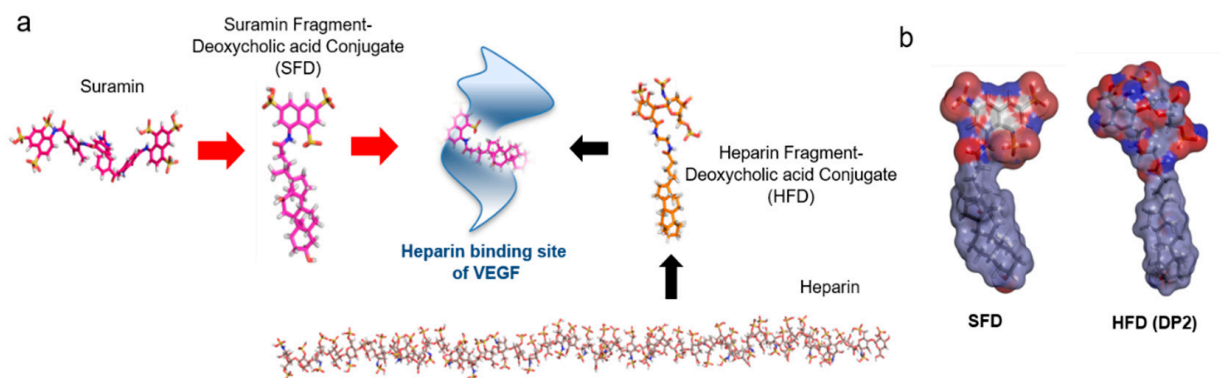 a
Suramin
Suramin Fragment-
Deoxycholic acid Conjugate
(SFD)
Heparin binding site
of VEGF
Heparin Fragment-
Deoxycholic acid Conjugate
(HFD)
Heparin
b
SFD
HFD (DP2)